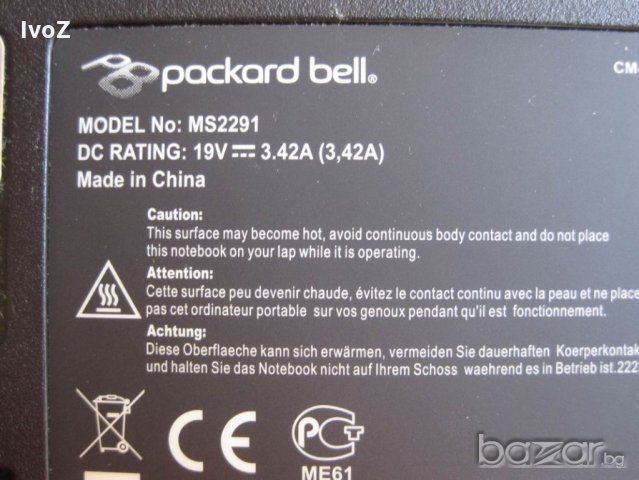 IvoZ
packard bell®
CM-
MODEL No: MS2291
DC RATING: 19V ⎓ 3.42A (3,42A)
Made in China
Caution:
This surface may become hot, avoid continuous body contact and do not place
this notebook on your lap while it is operating.
Attention:
Cette surface peu devenir chaude, évitez le contact continu avec la peau et ne place
pas cet ordinateur portable sur vos genoux pendant qu'il est fonctionnement.
Achtung:
Diese Oberflaeche kann sich erwärmen, vermeiden Sie dauerhaften Koerperkontak
und halten Sie das Notebook nicht auf Ihrem Schoss waehrend es in Betrieb ist.222
CE
PCT
ME61
bazar.bg